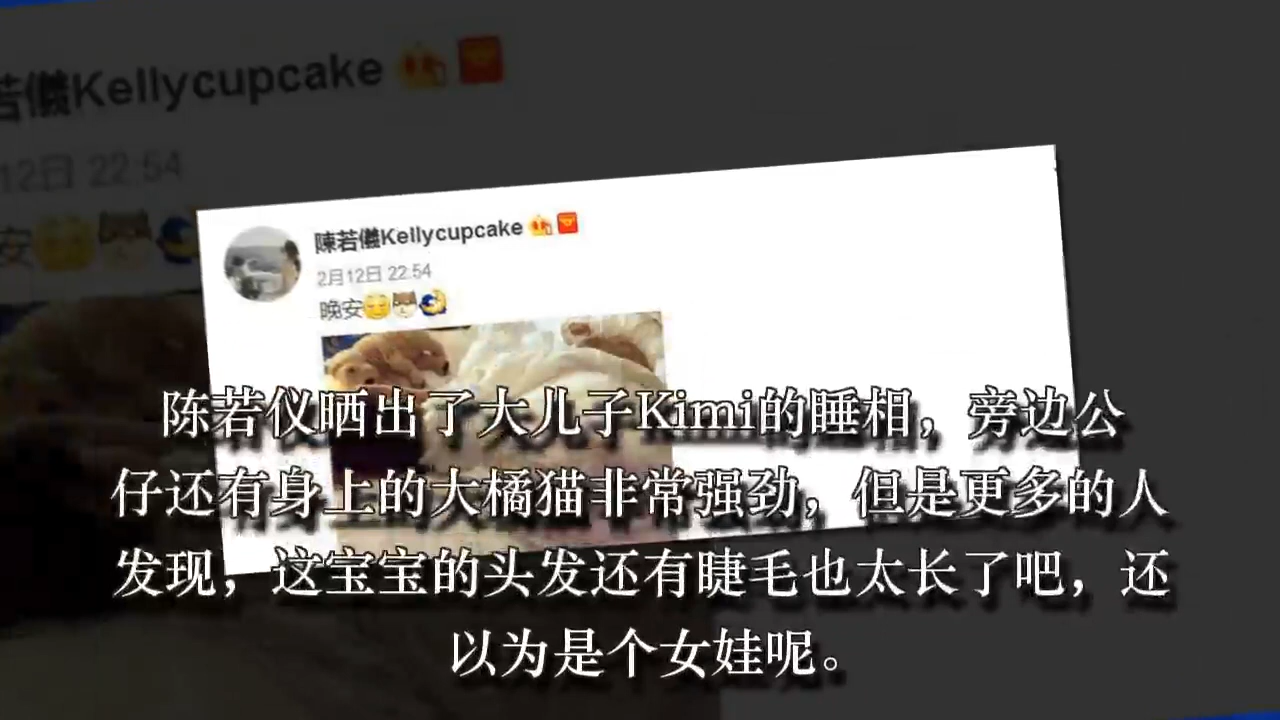 若儀Kellycupcake
12日 22:54
安
陳若儀Kellycupcake
2月12日 22:54
晚安
陈若仪晒出了大儿子Kimi的睡相，旁边公
仔还有身上的大橘猫非常强劲，但是更多的人
发现，这宝宝的头发还有睫毛也太长了吧，还
以为是个女娃呢。